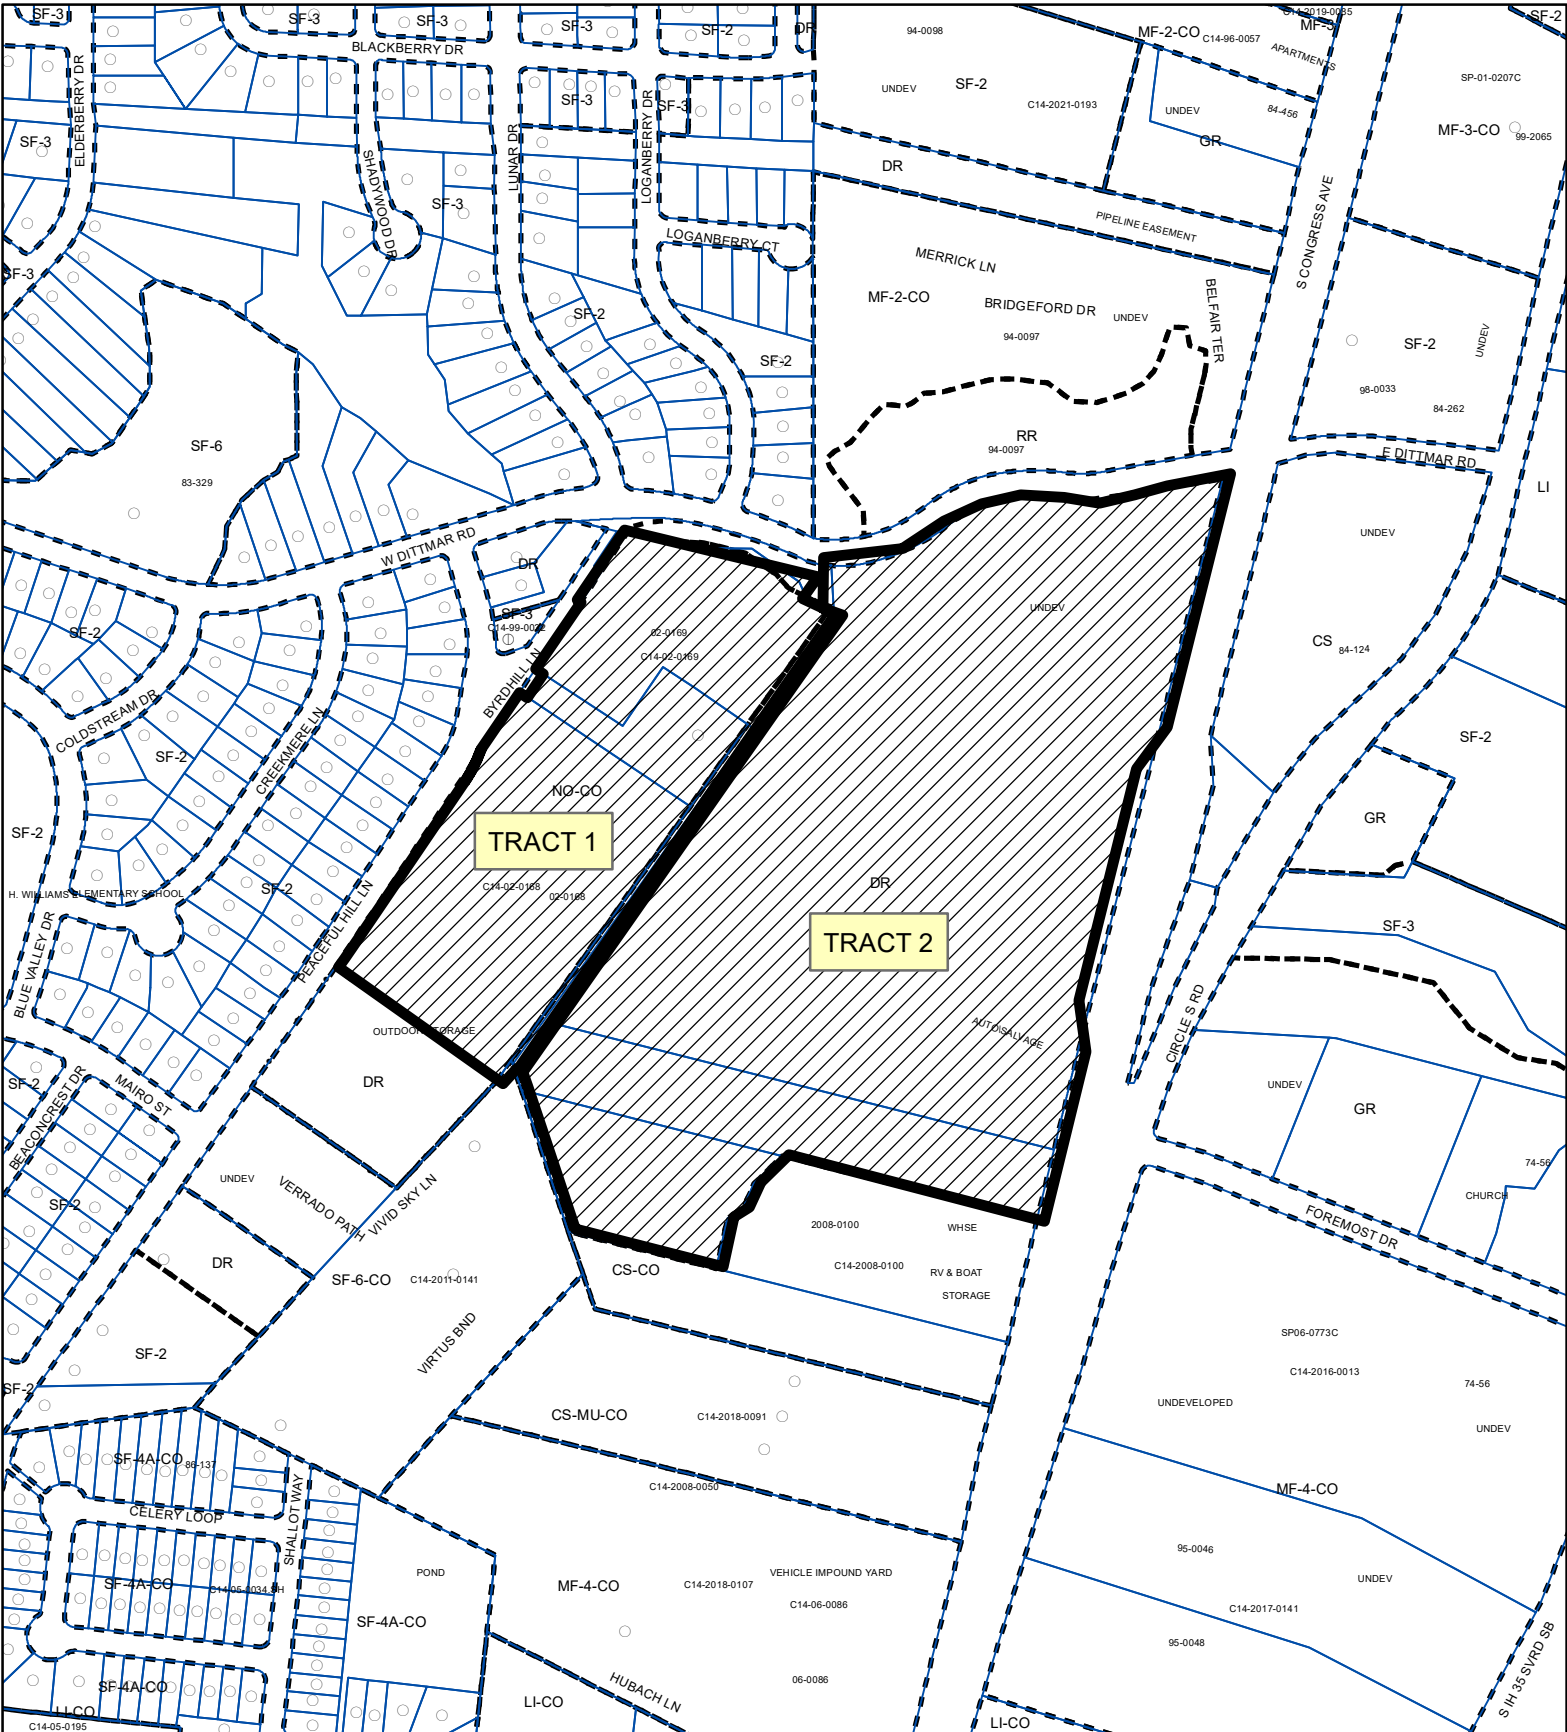 SF-3
SF-3
SF-3
SF-3
SF-2
DR
94-0098
MF-2-CO
C14-96-0057
C14-2019-0035
MF-3
APARTMENTS
SF-2
BLACKBERRY DR
ELDERBERRY DR
SF-3
SF-3
SF-3
UNDEV
SF-2
C14-2021-0193
UNDEV
84-456
GR
SP-01-0207C
MF-3-CO
99-2065
SHADYWOOD DR
LUNAR DR
LOGANBERRY DR
DR
SF-3
LOGANBERRY CT
PIPELINE EASEMENT
S CONGRESS AVE
MERRICK LN
SF-3
MF-2-CO
BRIDGEFORD DR
UNDEV
BELFAIR TER
SF-2
94-0097
SF-2
UNDEV
SF-2
98-0033
84-262
SF-6
RR
94-0097
E DITTMAR RD
83-329
LI
W DITTMAR RD
DR
UNDEV
SF-3
C14-99-0022
UNDEV
SF-2
02-0169
C14-02-0169
CS
84-124
BYRDHILL LN
COLDSTREAM DR
SF-2
CREEKMERE LN
SF-2
NO-CO
GR
SF-2
TRACT 1
C14-02-0168
02-0168
DR
H. WILLIAMS ELEMENTARY SCHOOL
SF-2
PEACEFUL HILL LN
SF-3
TRACT 2
BLUE VALLEY DR
OUTDOOR STORAGE
AUTO SALVAGE
CIRCLE S RD
SF-2
MAIRO ST
DR
UNDEV
GR
BEACONCREST DR
74-56
UNDEV
CHURCH
SF-2
VERRADO PATH
VIVID SKY LN
2008-0100
WHSE
FOREMOST DR
DR
SF-6-CO
C14-2011-0141
CS-CO
C14-2008-0100
RV & BOAT
STORAGE
VIRTUS BND
SF-2
SP06-0773C
C14-2016-0013
SF-2
74-56
UNDEVELOPED
CS-MU-CO
C14-2018-0091
UNDEV
SF-4A-CO
86-137
C14-2008-0050
MF-4-CO
CELERY LOOP
SHALLOT WAY
95-0046
POND
VEHICLE IMPOUND YARD
UNDEV
SF-4A-CO
C14-05-0034.SH
MF-4-CO
C14-2018-0107
C14-06-0086
C14-2017-0141
SF-4A-CO
95-0048
S IH 35 SVRD SB
SF-4A-CO
HUBACH LN
06-0086
LI-CO
LI-CO
LI-CO
C14-05-0195